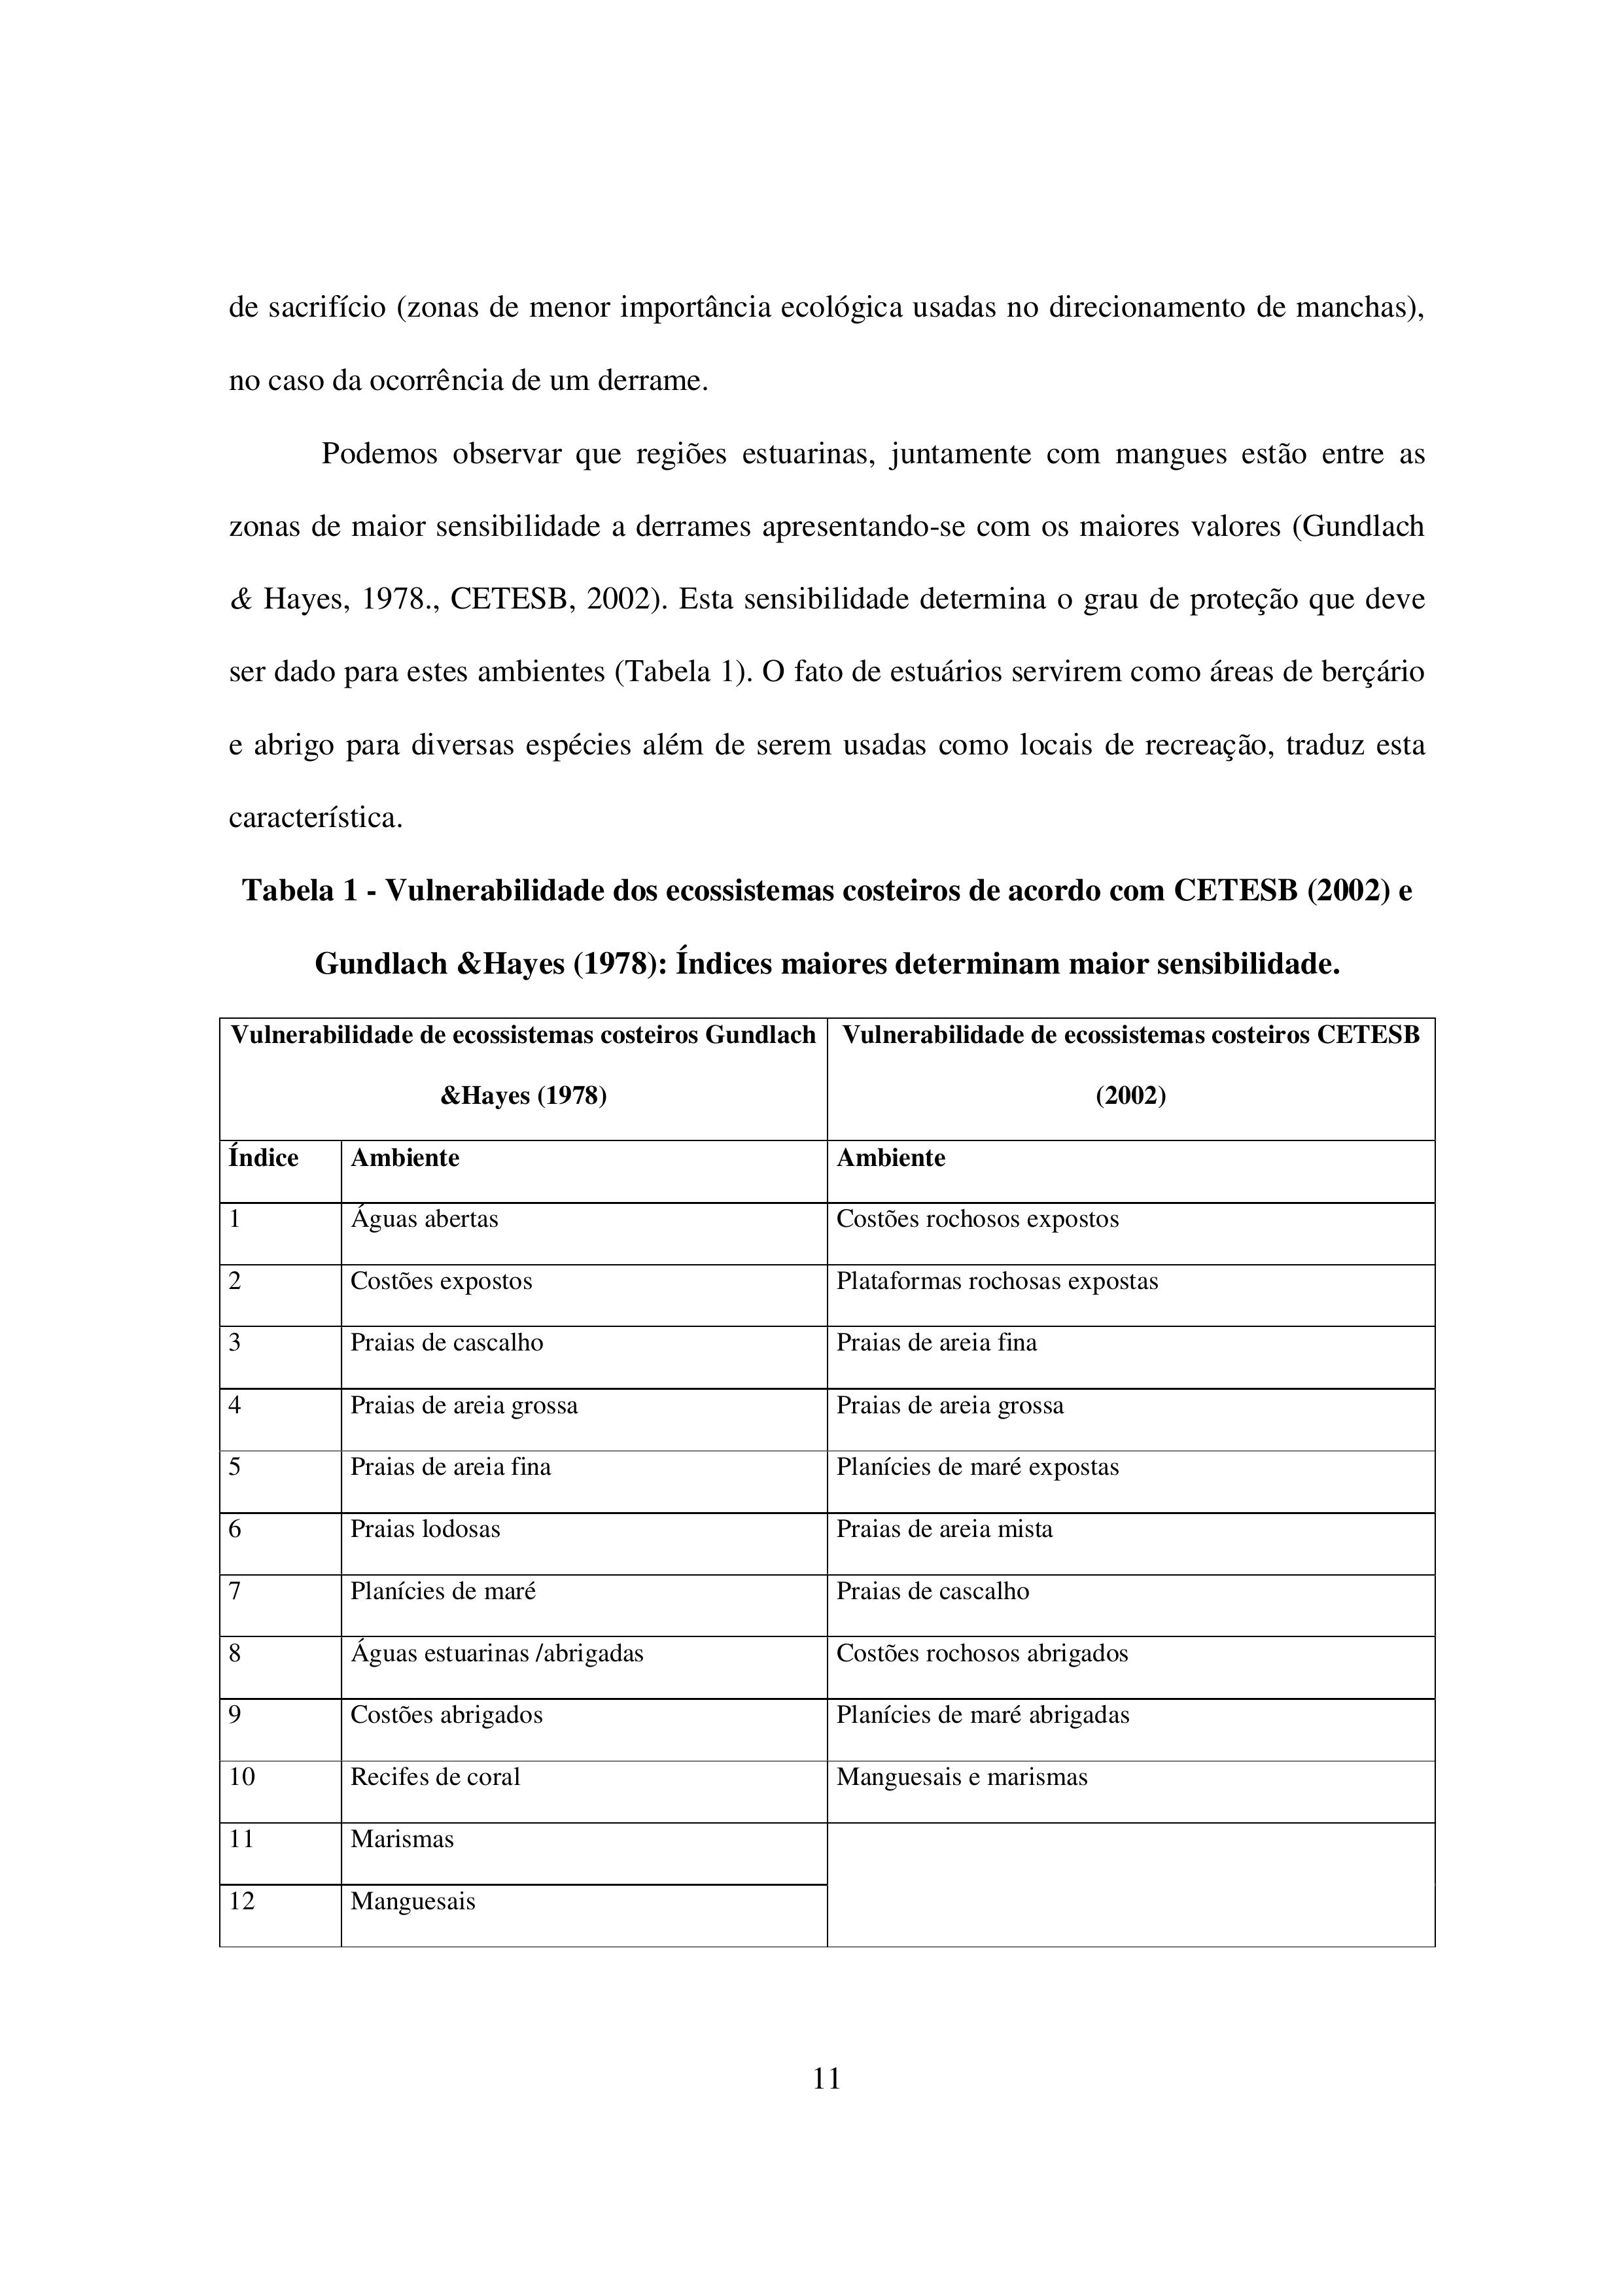 de sacrifício (zonas de menor importância ecológica usadas no direcionamento de manchas),
no caso da ocorrência de um derrame.
Podemos observar que regiões estuarinas, juntamente com mangues estão entre as
zonas de maior sensibilidade a derrames apresentando-se com os maiores valores (Gundlach
& Hayes, 1978., CETESB, 2002). Esta sensibilidade determina o grau de proteção que deve
ser dado para estes ambientes (Tabela 1). O fato de estuários servirem como áreas de berçário
e abrigo para diversas espécies além de serem usadas como locais de recreação, traduz esta
característica.
Tabela 1 - Vulnerabilidade dos ecossistemas costeiros de acordo com CETESB (2002) e
Gundlach &Hayes (1978): Índices maiores determinam maior sensibilidade.
Vulnerabilidade de ecossistemas costeiros Gundlach
&Hayes (1978)
Vulnerabilidade de ecossistemas costeiros CETESB
(2002)
Índice Ambiente Ambiente
1 Águas abertas Costões rochosos expostos
2 Costões expostos Plataformas rochosas expostas
3 Praias de cascalho Praias de areia fina
4 Praias de areia grossa Praias de areia grossa
5 Praias de areia fina Planícies de maré expostas
6 Praias lodosas Praias de areia mista
7 Planícies de maré Praias de cascalho
8 Águas estuarinas /abrigadas Costões rochosos abrigados
9 Costões abrigados Planícies de maré abrigadas
10 Recifes de coral Manguesais e marismas
11 Marismas
12 Manguesais
11